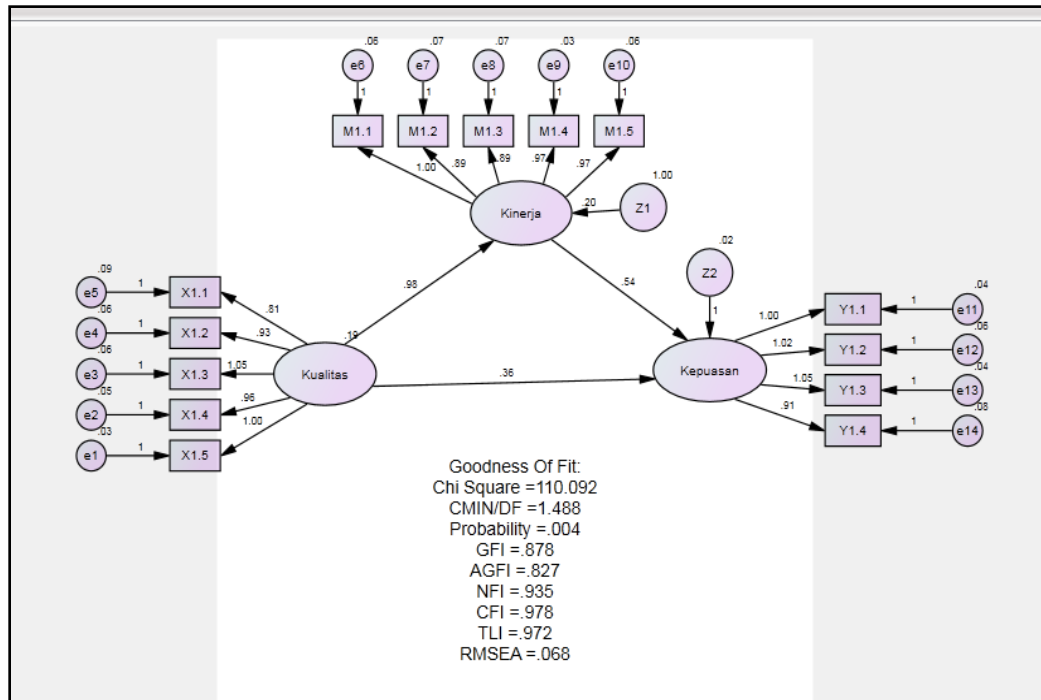 .06 .07 .07 .03 .06
e6 e7 e8 e9 e10
1 1 1 1 1
M1.1 M1.2 M1.3 M1.4 M1.5
1.00 .89 .89 .97 .97
1.00
Kinerja .20 Z1
.02
Z2
.98 .54 1
.09
e5 1 X1.1 .81
.06
e4 1 X1.2 .93
.06
e3 1 X1.3 1.05
.05
e2 1 X1.4 .96
.03
e1 1 X1.5 1.00
.19
Kualitas .36 Kepuasan
.04
1.00 Y1.1 1 e11
.06
1.02 Y1.2 1 e12
.04
1.05 Y1.3 1 e13
.08
.91 Y1.4 1 e14
Goodness Of Fit:
Chi Square =110.092
CMIN/DF =1.488
Probability =.004
GFI =.878
AGFI =.827
NFI =.935
CFI =.978
TLI =.972
RMSEA =.068